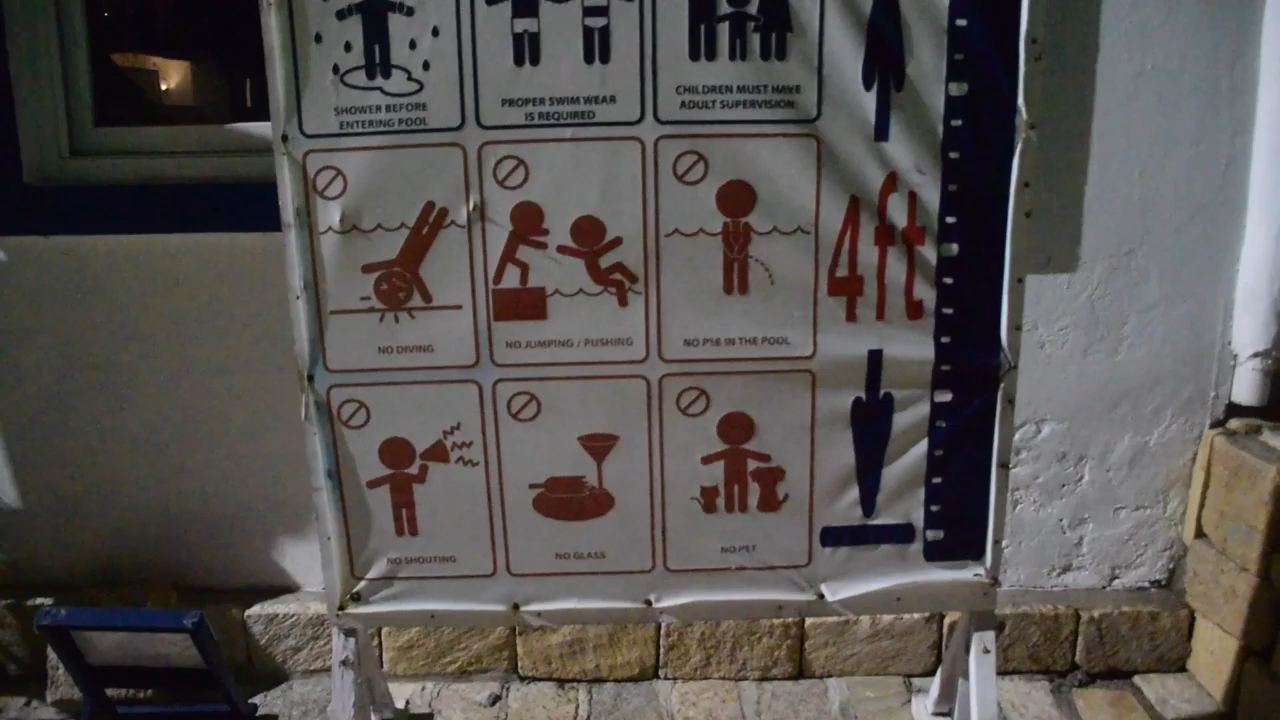 SHOWER BEFORE
ENTERING POOL
PROPER SWIM WEAR
IS REQUIRED
CHILDREN MUST HAVE
ADULT SUPERVISION
NO DIVING
NO JUMPING / PUSHING
NO PEE IN THE POOL
4ft
NO SHOUTING
NO GLASS
NO PET